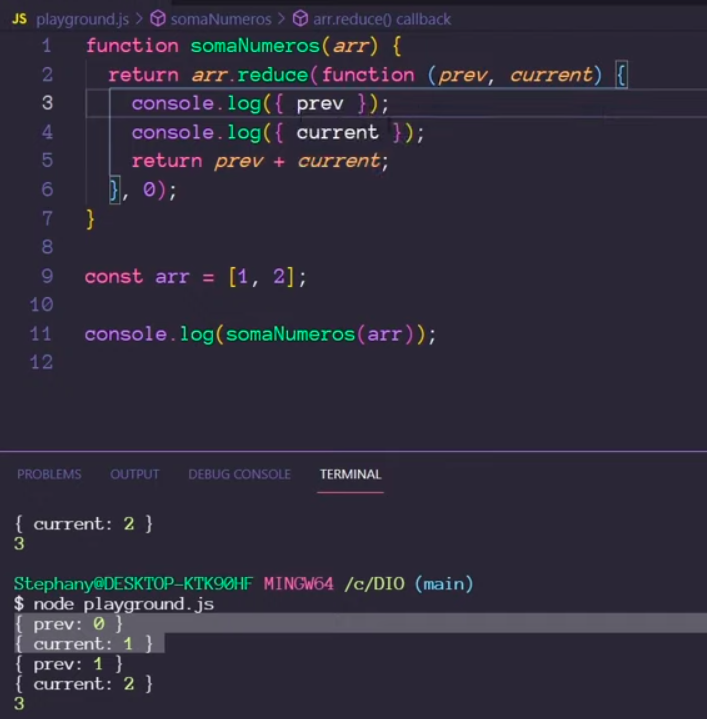 JS playground.js > somaNumeros > arr.reduce() callback
1 function somaNumeros(arr) {
2 return arr.reduce(function (prev, current) {
3 console.log({ prev });
4 console.log({ current });
5 return prev + current;
6 }, 0);
7 }
8
9 const arr = [1, 2];
10
11 console.log(somaNumeros(arr));
12
PROBLEMS OUTPUT DEBUG CONSOLE TERMINAL
{ current: 2 }
3
Stephany@DESKTOP-KTK90HF MINGW64 /c/DIO (main)
$ node playground.js
{ prev: 0 }
{ current: 1 }
{ prev: 1 }
{ current: 2 }
3